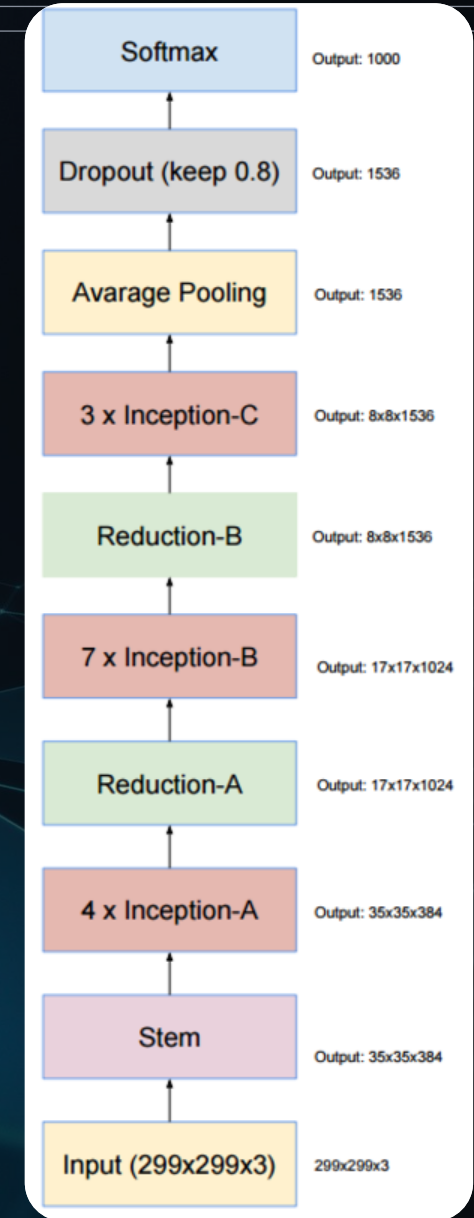 Softmax
Output: 1000
Dropout (keep 0.8)
Output: 1536
Avarage Pooling
Output: 1536
3 x Inception-C
Output: 8x8x1536
Reduction-B
Output: 8x8x1536
7 x Inception-B
Output: 17x17x1024
Reduction-A
Output: 17x17x1024
4 x Inception-A
Output: 35x35x384
Stem
Output: 35x35x384
Input (299x299x3)
299x299x3